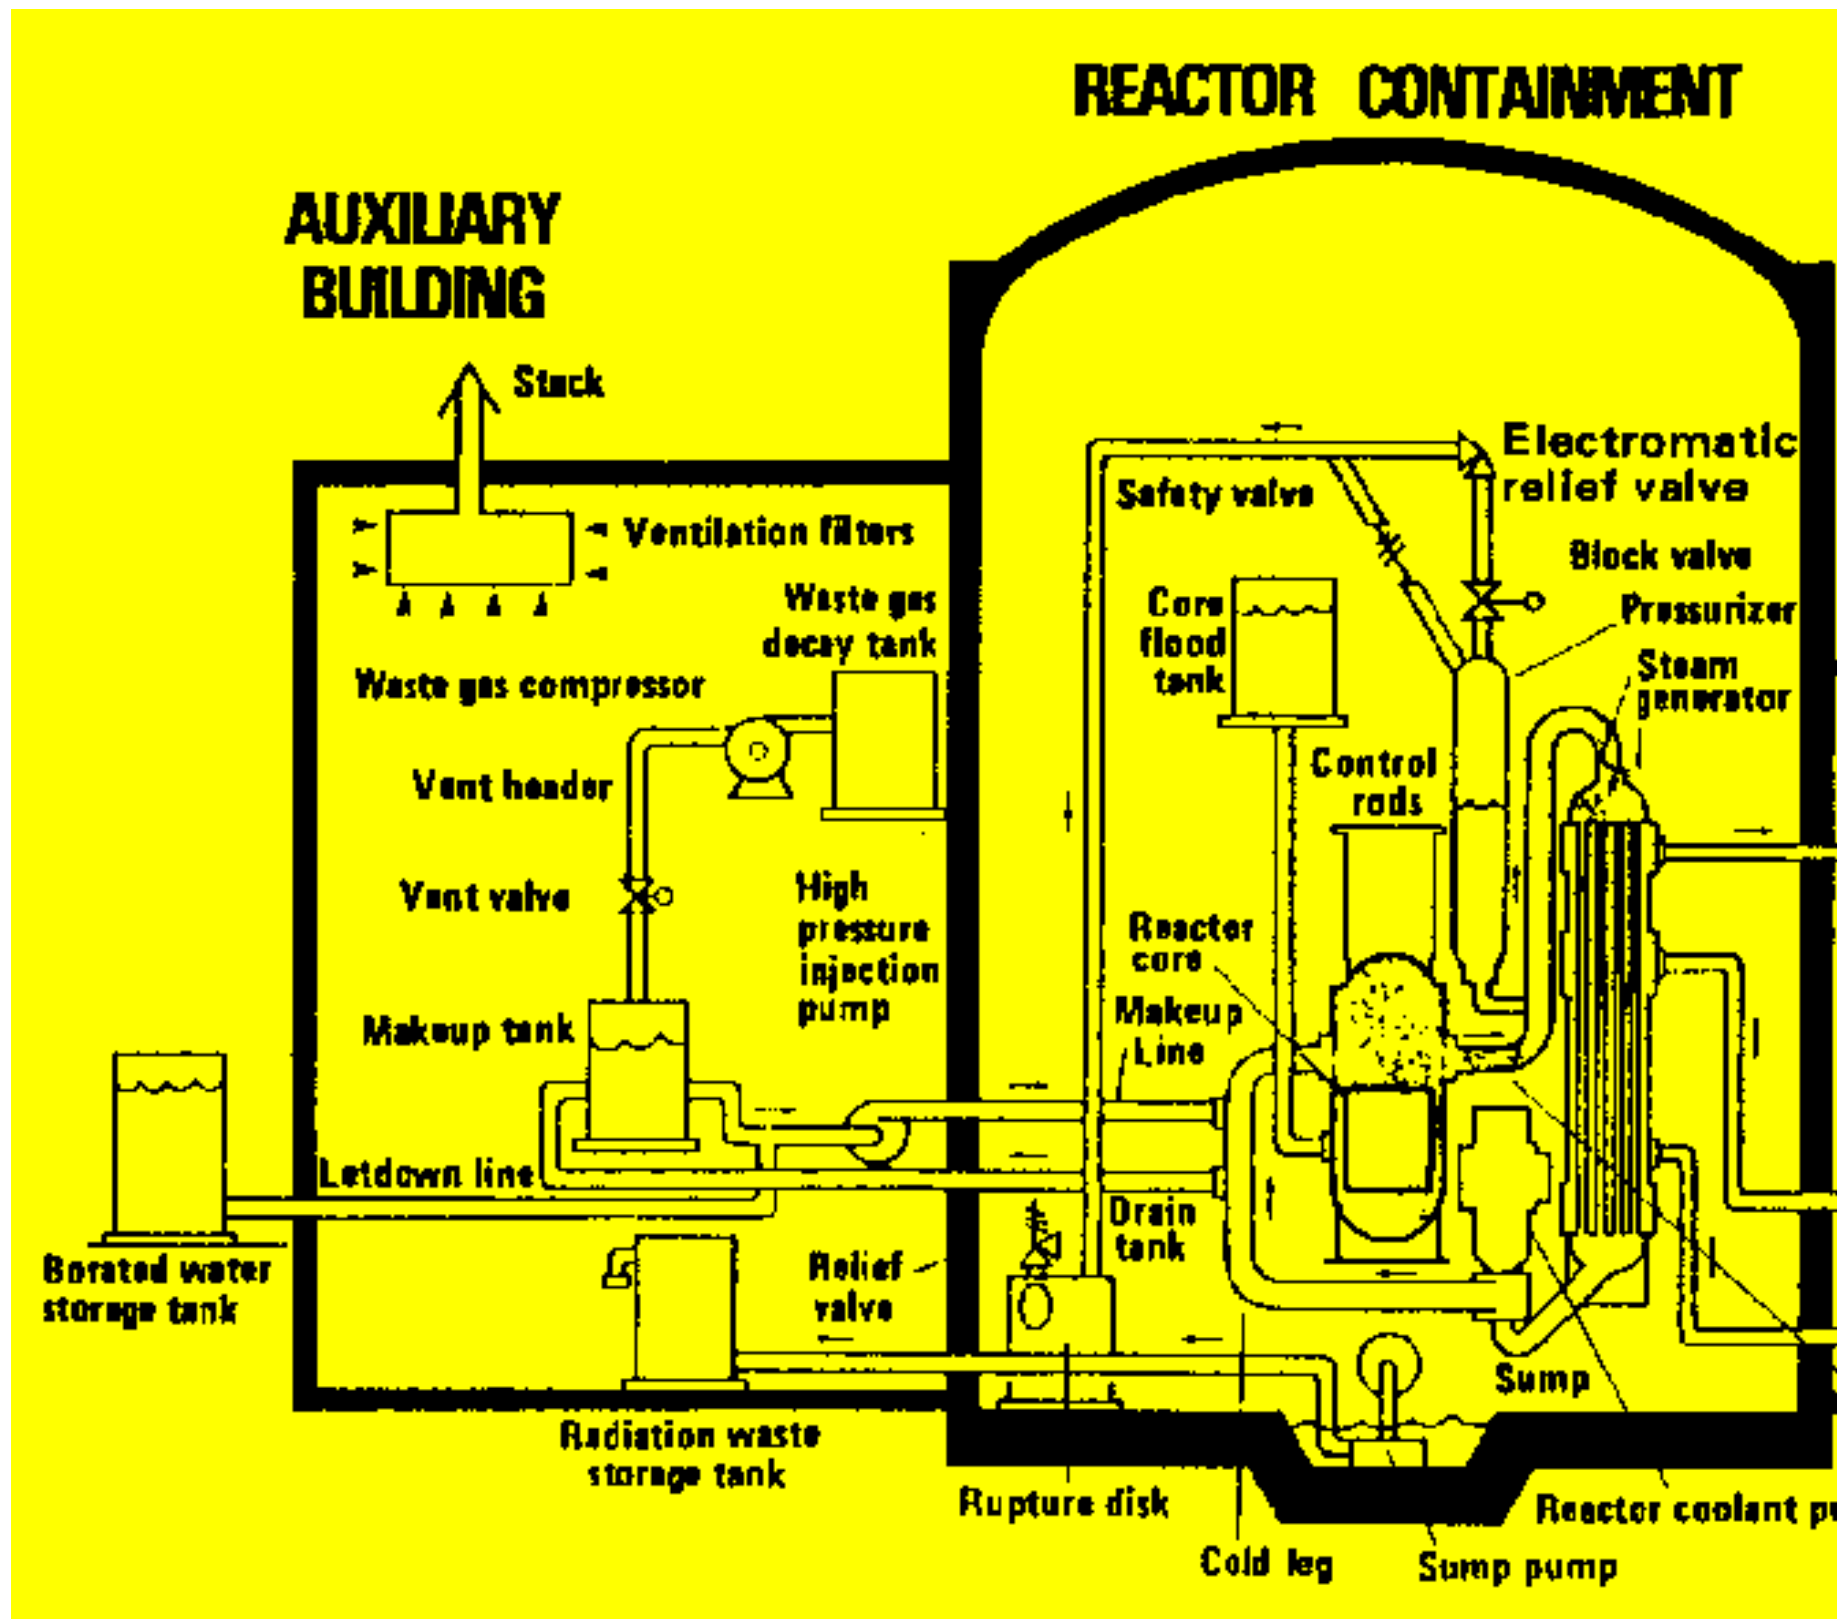 REACTOR CONTAINMENT
AUXILIARY
BUILDING
Stack
Electromatic
relief valve
Safety valve
Ventilation filters
Block valve
Waste gas
decay tank
Core
flood
tank
Pressurizer
Waste gas compressor
Steam
generator
Vent header
Control
rods
Vent valve
High
pressure
injection
pump
Reactor
core
Makeup tank
Makeup
Line
Letdown line
Drain
tank
Borated water
storage tank
Relief
valve
Sump
Radiation waste
storage tank
Rupture disk
Reactor coolant
Cold leg
Sump pump